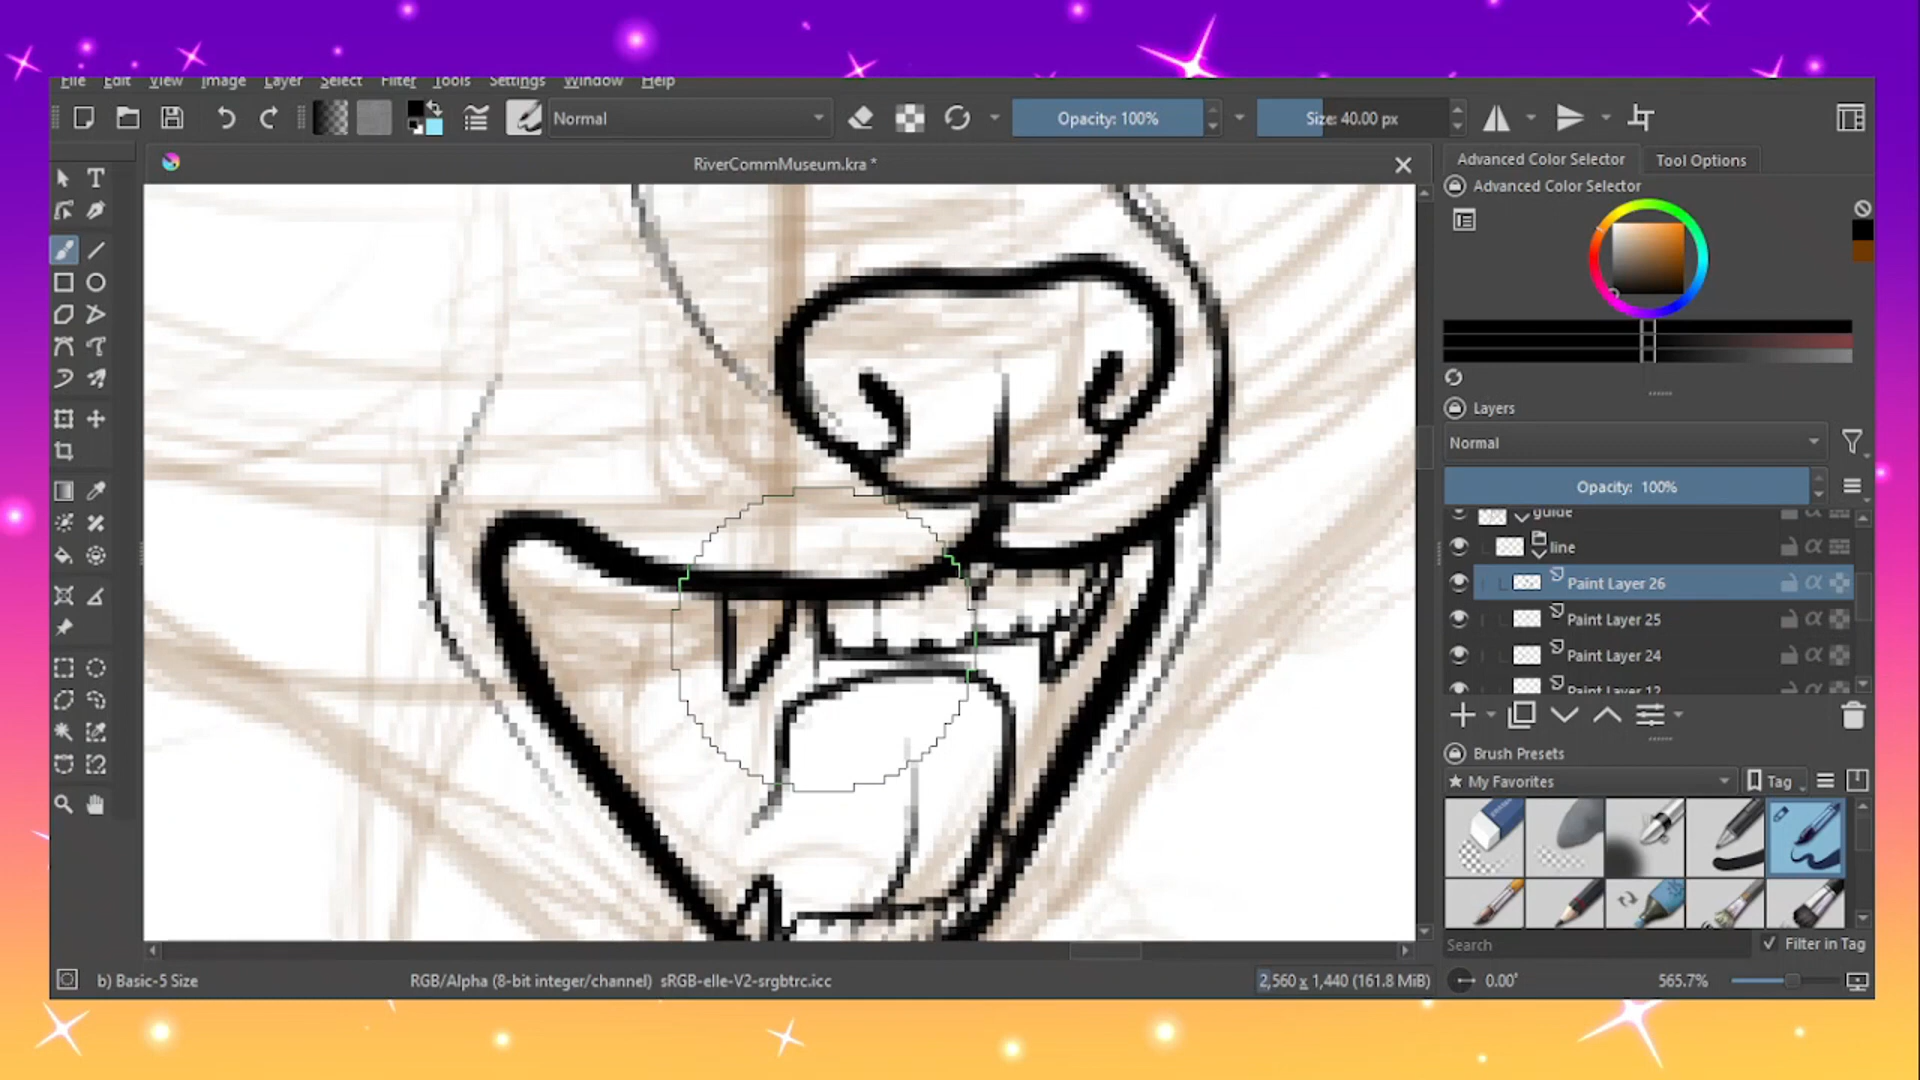 File Edit View Image Layer Select Filter Tools Settings Window Help
Normal
Opacity: 100%
Size: 40.00 px
RiverCommMuseum.kra *
Advanced Color Selector
Tool Options
Advanced Color Selector
Layers
Normal
Opacity: 100%
guide
line
Paint Layer 26
Paint Layer 25
Paint Layer 24
Paint Layer 12
Brush Presets
★ My Favorites
Tag
Search
Filter in Tag
b) Basic-5 Size
RGB/Alpha (8-bit integer/channel) sRGB-elle-V2-srgbtrc.icc
2,560 x 1,440 (161.8 MiB)
0.00°
565.7%